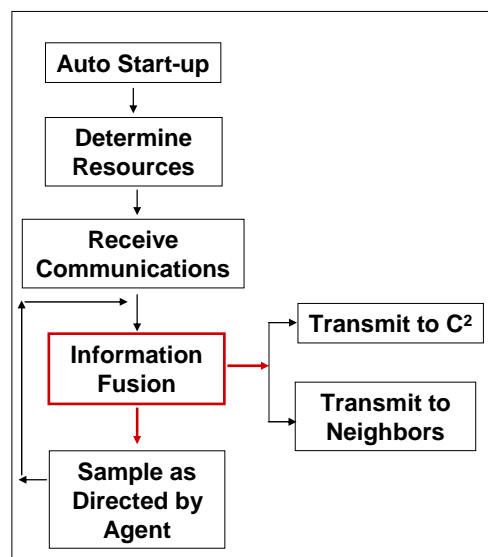 Auto Start-up
Determine
Resources
Receive
Communications
Information
Fusion
Transmit to C²
Transmit to
Neighbors
Sample as
Directed by
Agent